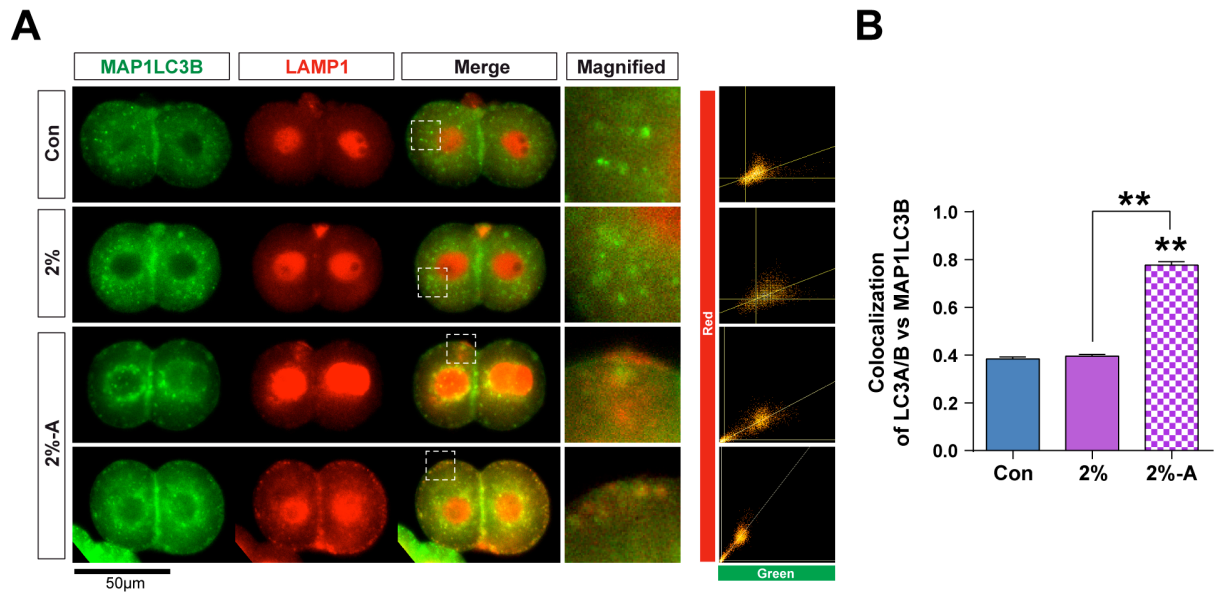 A
B
MAP1LC3B
LAMP1
Merge
Magnified
Con
2%
2%-A
50μm
Red
Green
Colocalization
of LC3A/B vs MAP1LC3B
1.0
0.8
0.6
0.4
0.2
0.0
**
**
Con
2%
2%-A